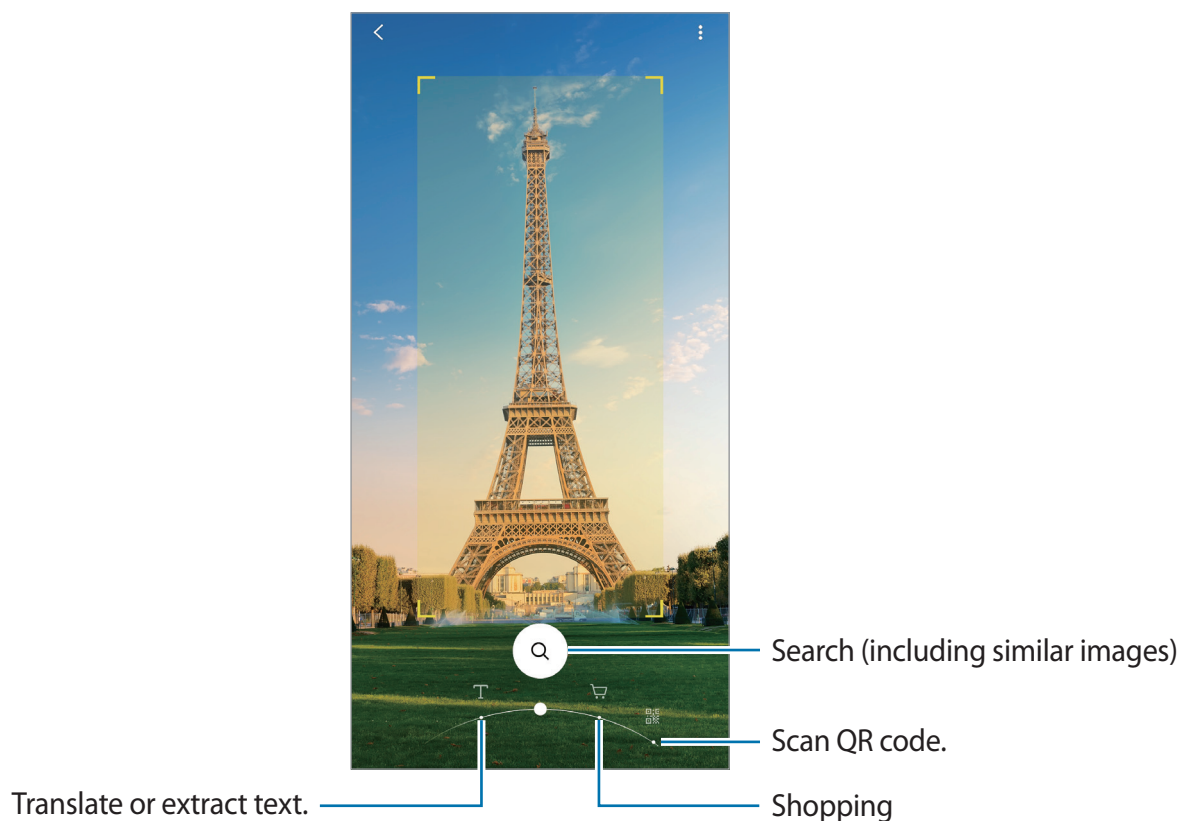 Search (including similar images)
T
Scan QR code.
Translate or extract text.
Shopping